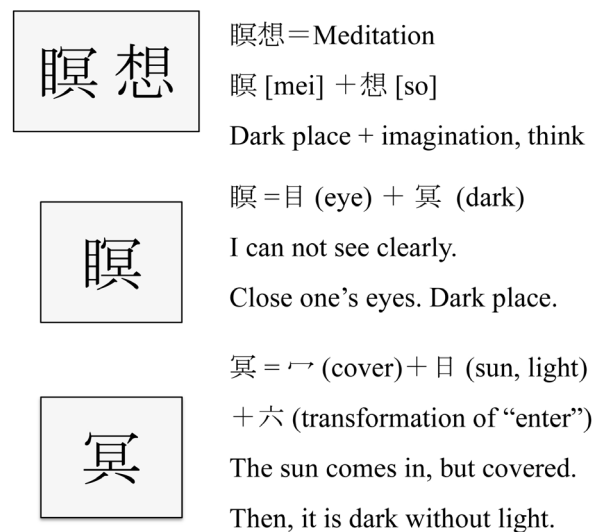 瞑想
瞑想＝Meditation
瞑 [mei] ＋想 [so]
Dark place + imagination, think
瞑
瞑 =目 (eye) ＋ 冥 (dark)
I can not see clearly.
Close one’s eyes. Dark place.
冥
冥 = 冖 (cover)＋日 (sun, light)
＋六 (transformation of “enter”)
The sun comes in, but covered.
Then, it is dark without light.